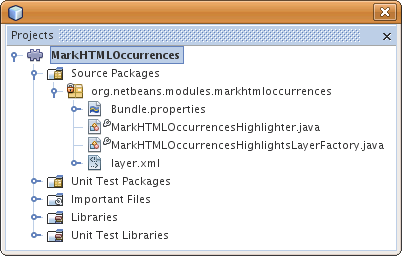 Projects
MarkHTMLOccurrences
Source Packages
org.netbeans.modules.markhtmloccurrences
Bundle.properties
MarkHTMLOccurrencesHighlighter.java
MarkHTMLOccurrencesHighlightsLayerFactory.java
layer.xml
Unit Test Packages
Important Files
Libraries
Unit Test Libraries